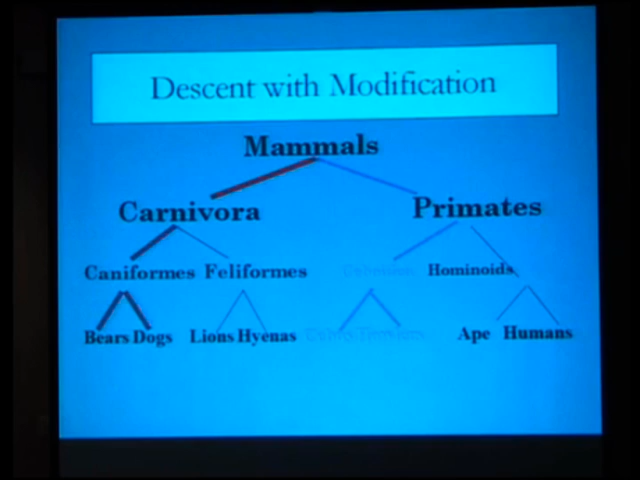 Descent with Modification
Mammals
Carnivora Primates
Caniformes Feliformes Hominoids
Bears Dogs Lions Hyenas Ape Humans